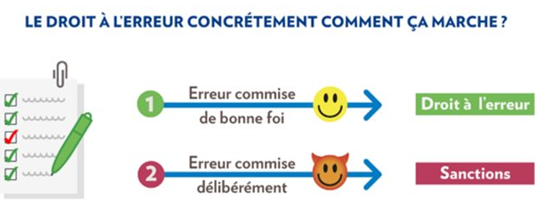 LE DROIT À L'ERREUR CONCRÉTEMENT COMMENT ÇA MARCHE ?
1
Erreur commise
de bonne foi
Droit à l'erreur
2
Erreur commise
délibérément
Sanctions